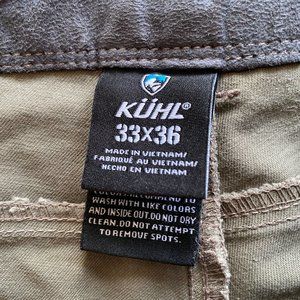 KÜHL®
33X36
MADE IN VIETNAM/
FABRIQUÉ AU VIETNAM/
HECHO EN VIETNAM
WASH WITH LIKE COLORS
AND INSIDE OUT. DO NOT DRY
CLEAN. DO NOT ATTEMPT
TO REMOVE SPOTS.